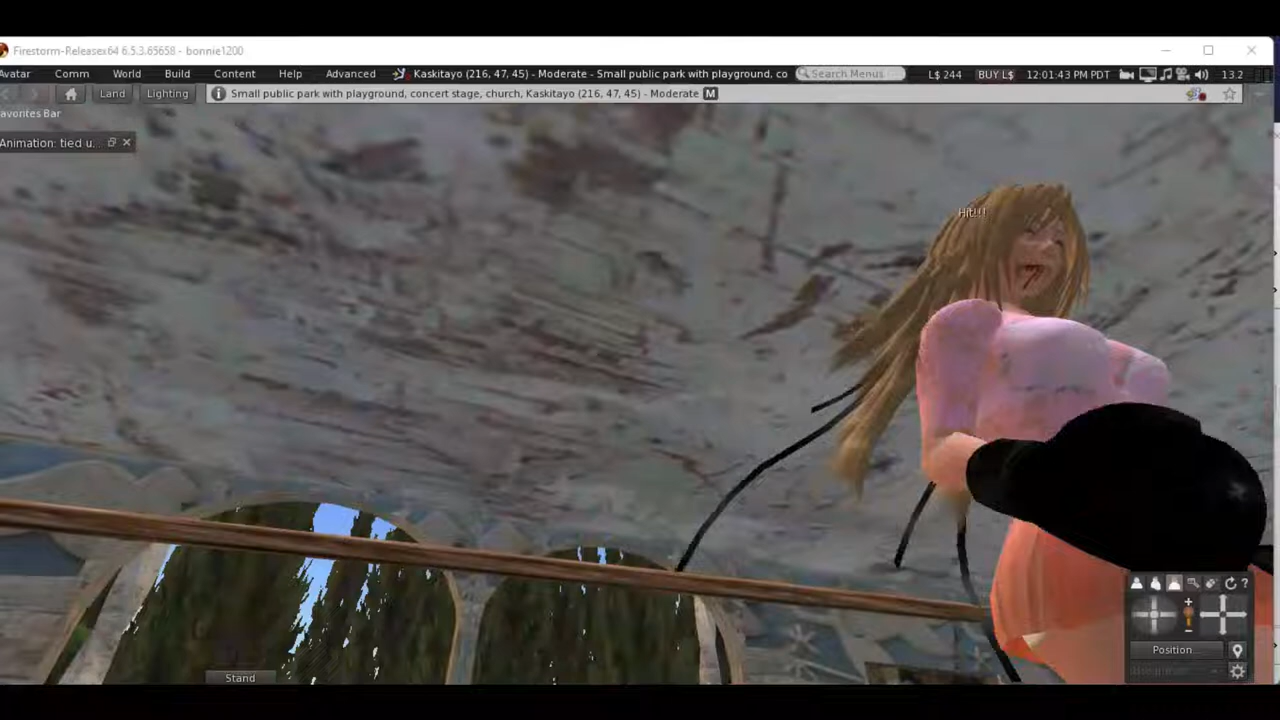 Firestorm-Releasex64 6.5.3.65658 - bonnie1200
Avatar Comm World Build Content Help Advanced Kaskitayo (216, 47, 45) - Moderate - Small public park with playground, co Search Menus L$ 244 BUY L$ 12:01:43 PM PDT 13.2
Land Lighting Small public park with playground, concert stage, church, Kaskitayo (216, 47, 45) - Moderate M
avorites Bar
Animation: tied u...
Hit!!!
?
+
-
Position...
Stand